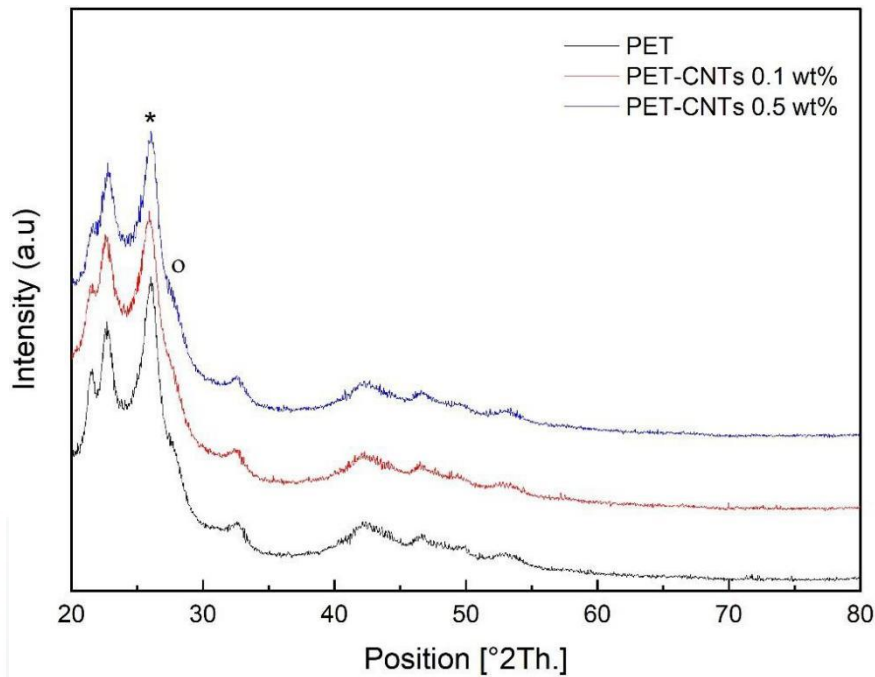 PET
PET-CNTs 0.1 wt%
PET-CNTs 0.5 wt%
*
o
Intensity (a.u)
20 30 40 50 60 70 80
Position [°2Th.]